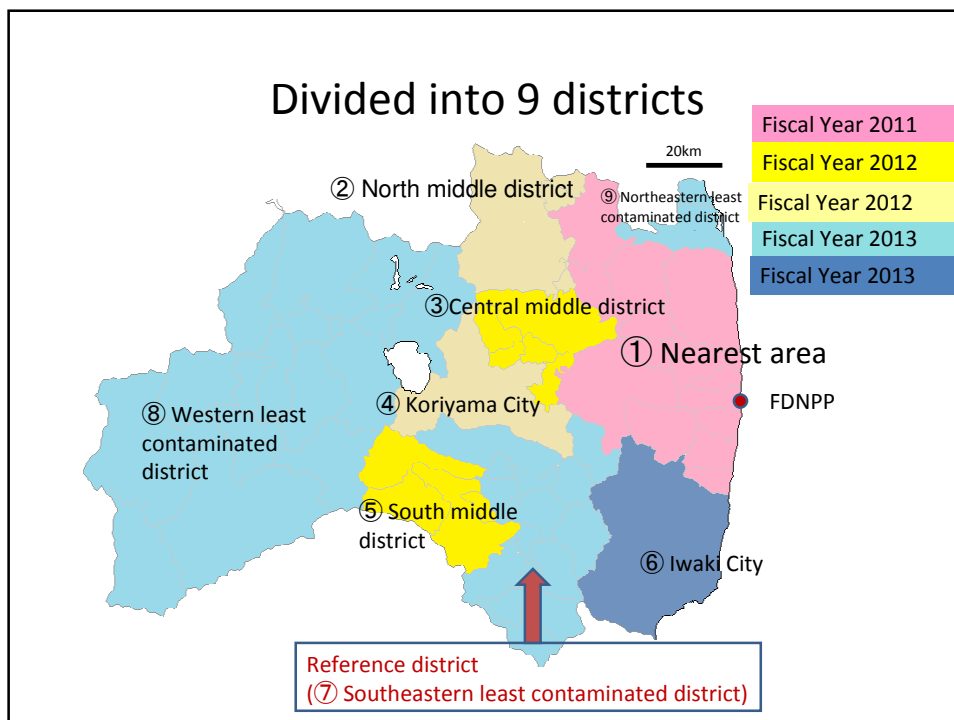 Divided into 9 districts
Fiscal Year 2011
Fiscal Year 2012
Fiscal Year 2012
Fiscal Year 2013
Fiscal Year 2013
20km
② North middle district
⑨ Northeastern least
contaminated district
③Central middle district
① Nearest area
FDNPP
④ Koriyama City
⑧ Western least
contaminated
district
⑤ South middle
district
⑥ Iwaki City
Reference district
(⑦ Southeastern least contaminated district)